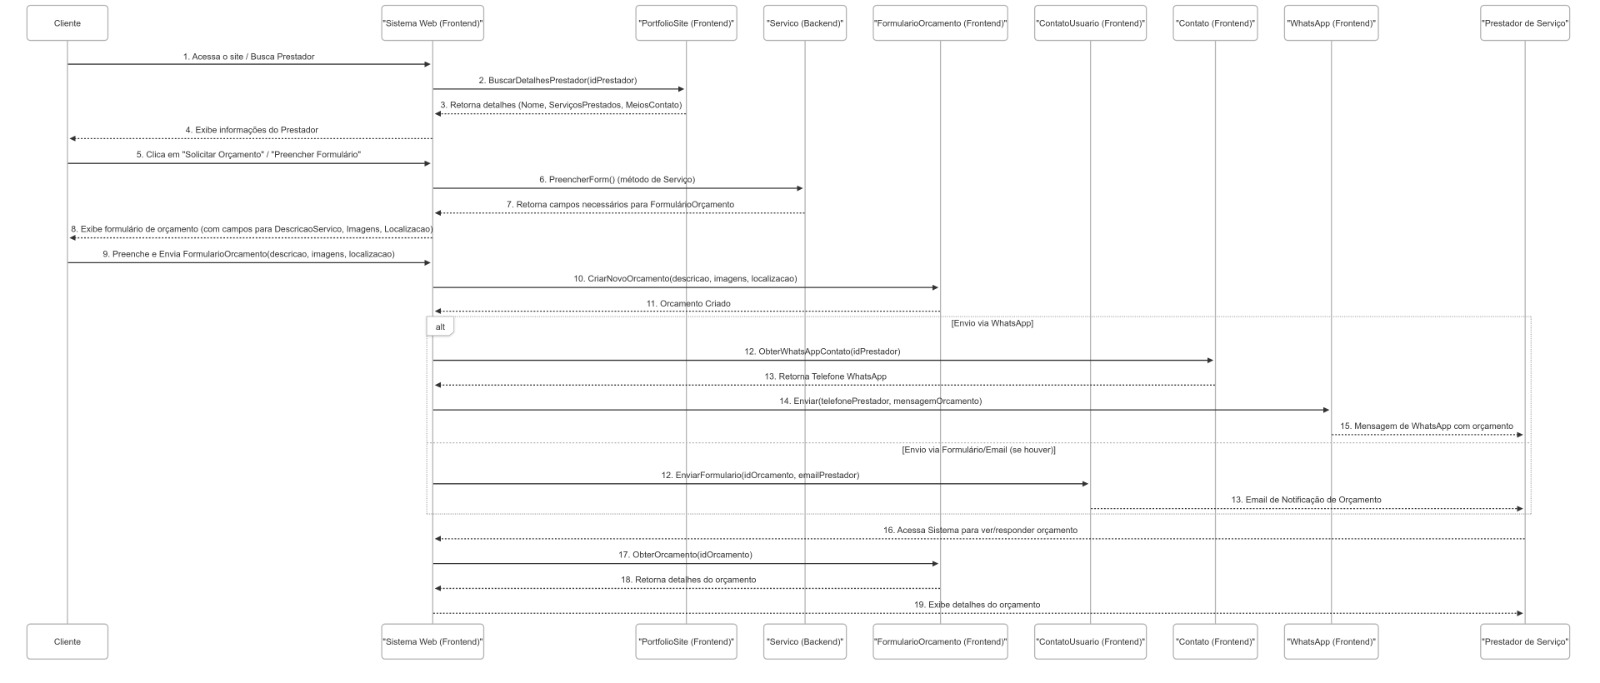 Cliente
"Sistema Web (Frontend)"
"PortfolioSite (Frontend)"
"Servico (Backend)"
"FormularioOrcamento (Frontend)"
"ContatoUsuario (Frontend)"
"Contato (Frontend)"
"WhatsApp (Frontend)"
"Prestador de Serviço"
1. Acessa o site / Busca Prestador
2. BuscarDetalhesPrestador(idPrestador)
3. Retorna detalhes (Nome, ServiçosPrestados, MeiosContato)
4. Exibe informações do Prestador
5. Clica em "Solicitar Orçamento" / "Preencher Formulário"
6. PreencherForm() (método de Serviço)
7. Retorna campos necessários para FormulárioOrçamento
8. Exibe formulário de orçamento (com campos para DescricaoServico, Imagens, Localizacao)
9. Preenche e Envia FormularioOrcamento(descricao, imagens, localizacao)
10. CriarNovoOrcamento(descricao, imagens, localizacao)
11. Orcamento Criado
alt
[Envio via WhatsApp]
12. ObterWhatsAppContato(idPrestador)
13. Retorna Telefone WhatsApp
14. Enviar(telefonePrestador, mensagemOrcamento)
15. Mensagem de WhatsApp com orçamento
[Envio via Formulário/Email (se houver)]
12. EnviarFormulario(idOrcamento, emailPrestador)
13. Email de Notificação de Orçamento
16. Acessa Sistema para ver/responder orçamento
17. ObterOrcamento(idOrcamento)
18. Retorna detalhes do orçamento
19. Exibe detalhes do orçamento
Cliente
"Sistema Web (Frontend)"
"PortfolioSite (Frontend)"
"Servico (Backend)"
"FormularioOrcamento (Frontend)"
"ContatoUsuario (Frontend)"
"Contato (Frontend)"
"WhatsApp (Frontend)"
"Prestador de Serviço"